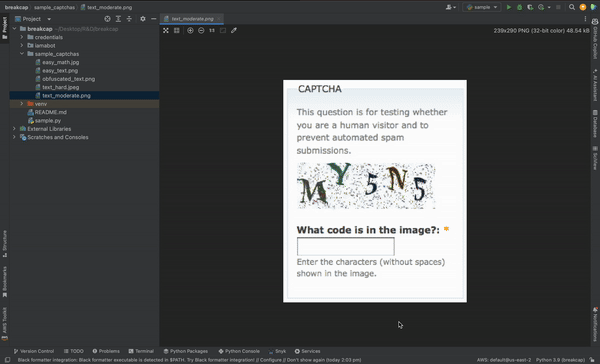 breakcap › sample_captchas › text_moderate.png
sample
Project
text_moderate.png
breakcap ~/Desktop/R&D/breakcap
credentials
iamabot
sample_captchas
easy_math.jpg
easy_text.png
obfuscated_text.png
text_hard.jpeg
text_moderate.png
venv
README.md
sample.py
External Libraries
Scratches and Consoles
1:1
239x290 PNG (32-bit color) 48.54 kB
CAPTCHA
This question is for testing whether
you are a human visitor and to
prevent automated spam
submissions.
MY5N5
What code is in the image?: *
Enter the characters (without spaces)
shown in the image.
Project
Structure
Bookmarks
AWS Toolkit
GitHub Copilot
AI Assistant
Database
SciView
Notifications
Version Control
TODO
Problems
Terminal
Python Packages
Python Console
Snyk
Services
Black formatter integration: Black formatter executable is detected in $PATH. Try Black formatter integration! // Configure // Don't show again (today 2:03 pm)
AWS: default@us-east-2
Python 3.9 (breakcap)